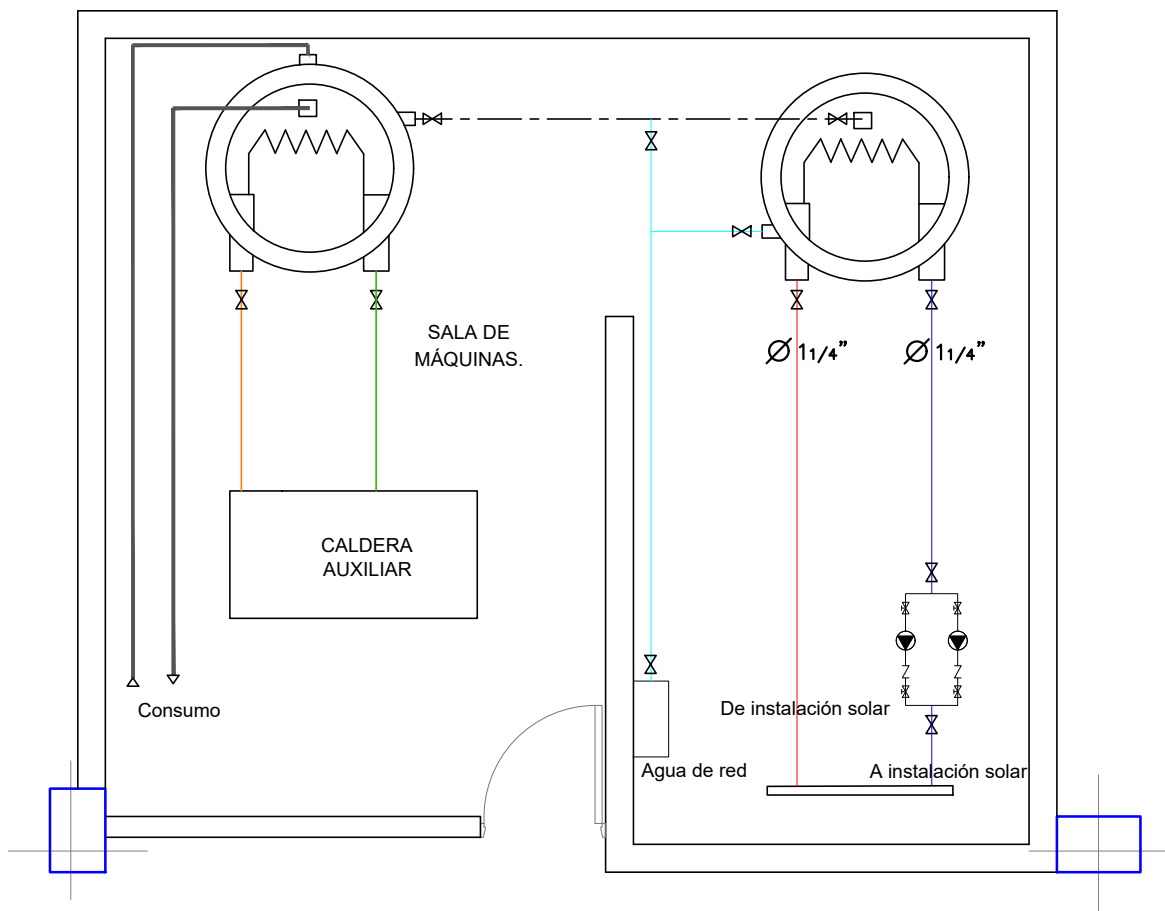 SALA DE
MÁQUINAS.
Ø 1 1/4”
Ø 1 1/4”
CALDERA
AUXILIAR
Consumo
De instalación solar
Agua de red
A instalación solar